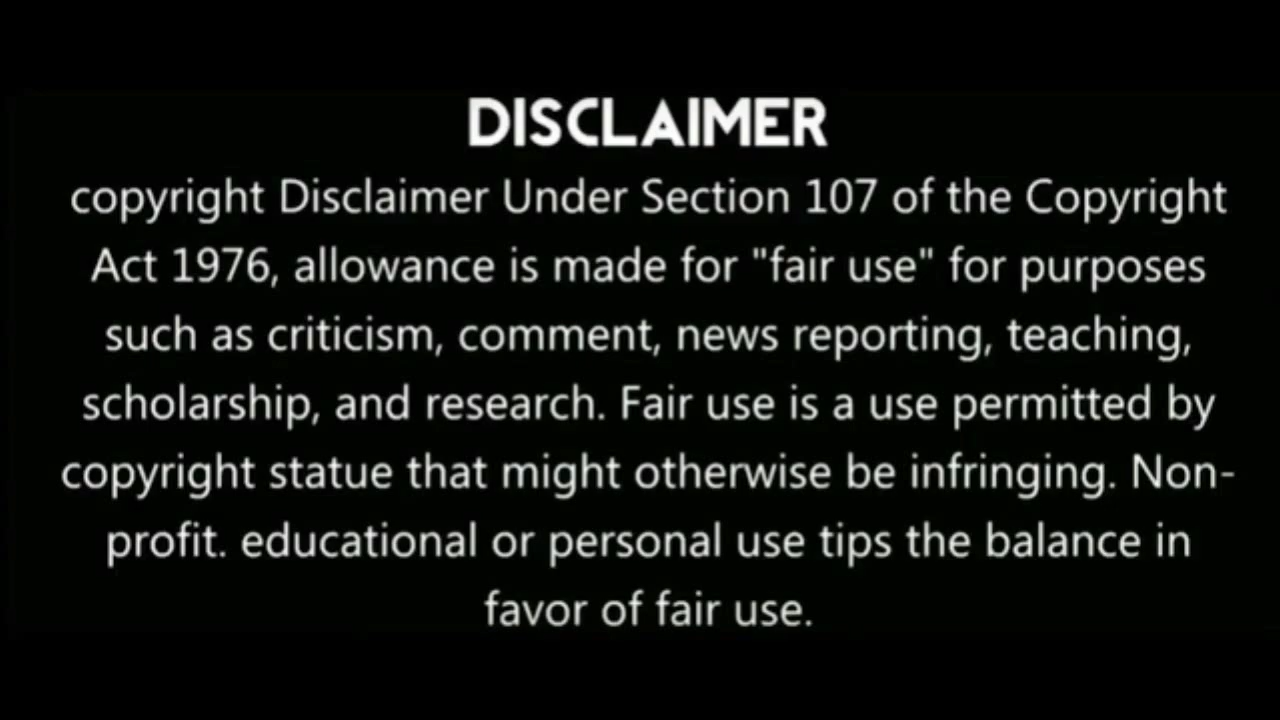 DISCLAIMER
copyright Disclaimer Under Section 107 of the Copyright
Act 1976, allowance is made for "fair use" for purposes
such as criticism, comment, news reporting, teaching,
scholarship, and research. Fair use is a use permitted by
copyright statue that might otherwise be infringing. Non-
profit. educational or personal use tips the balance in
favor of fair use.